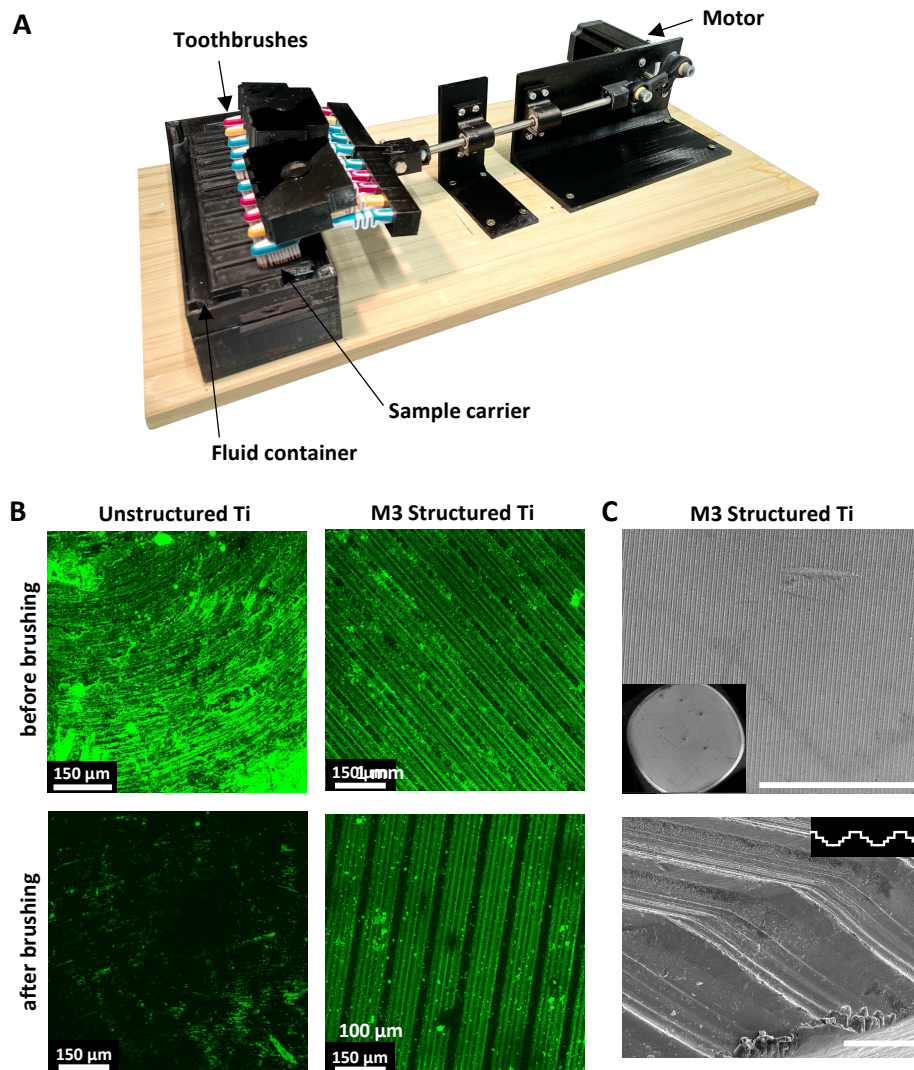 A
Toothbrushes
Motor
Sample carrier
Fluid container
B
Unstructured Ti
M3 Structured Ti
C
M3 Structured Ti
before brushing
150 µm
150 µm
1 mm
after brushing
150 µm
100 µm
150 µm